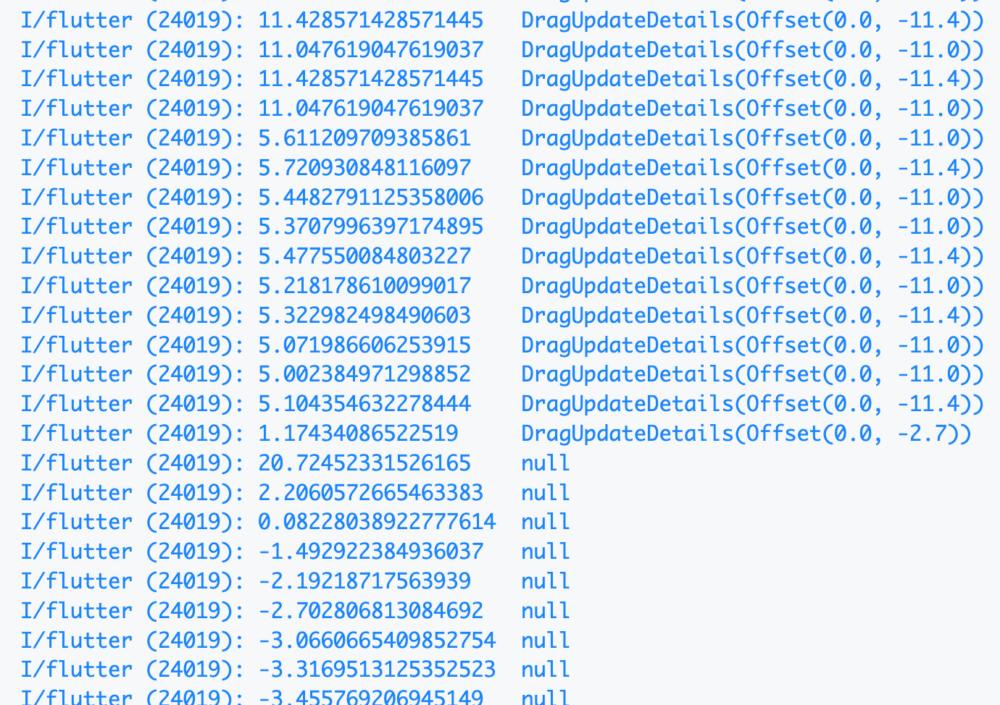 I/flutter (24019): 11.428571428571445   DragUpdateDetails(Offset(0.0, -11.4))
I/flutter (24019): 11.047619047619037   DragUpdateDetails(Offset(0.0, -11.0))
I/flutter (24019): 11.428571428571445   DragUpdateDetails(Offset(0.0, -11.4))
I/flutter (24019): 11.047619047619037   DragUpdateDetails(Offset(0.0, -11.0))
I/flutter (24019): 5.611209709385861    DragUpdateDetails(Offset(0.0, -11.0))
I/flutter (24019): 5.720930848116097    DragUpdateDetails(Offset(0.0, -11.4))
I/flutter (24019): 5.4482791125358006   DragUpdateDetails(Offset(0.0, -11.0))
I/flutter (24019): 5.3707996397174895   DragUpdateDetails(Offset(0.0, -11.0))
I/flutter (24019): 5.477550084803227    DragUpdateDetails(Offset(0.0, -11.4))
I/flutter (24019): 5.218178610099017    DragUpdateDetails(Offset(0.0, -11.0))
I/flutter (24019): 5.322982498490603    DragUpdateDetails(Offset(0.0, -11.4))
I/flutter (24019): 5.071986606253915    DragUpdateDetails(Offset(0.0, -11.0))
I/flutter (24019): 5.002384971298852    DragUpdateDetails(Offset(0.0, -11.0))
I/flutter (24019): 5.104354632278444    DragUpdateDetails(Offset(0.0, -11.4))
I/flutter (24019): 1.17434086522519     DragUpdateDetails(Offset(0.0, -2.7))
I/flutter (24019): 20.72452331526165    null
I/flutter (24019): 2.2060572665463383   null
I/flutter (24019): 0.08228038922777614  null
I/flutter (24019): -1.492922384936037   null
I/flutter (24019): -2.19218717563939    null
I/flutter (24019): -2.702806813084692   null
I/flutter (24019): -3.0660665409852754  null
I/flutter (24019): -3.3169513125352523  null
I/flutter (24019): -3.455769206945149   null